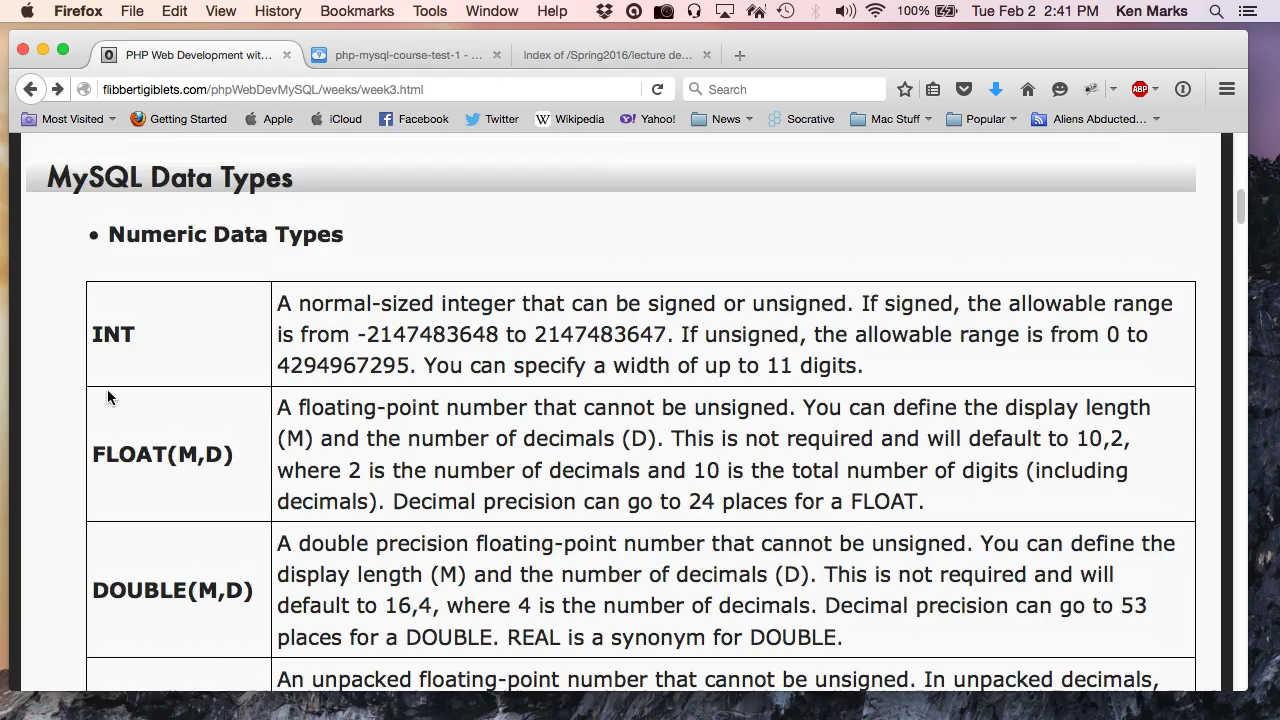 Firefox File Edit View History Bookmarks Tools Window Help 100% Tue Feb 2 2:41 PM Ken Marks
PHP Web Development wit... php-mysql-course-test-1 - ... Index of /Spring2016/lecture de...
flibbertigiblets.com/phpWebDevMySQL/weeks/week3.html Search ABP
Most Visited Getting Started Apple iCloud Facebook Twitter W Wikipedia Yahoo! News Socrative Mac Stuff Popular Aliens Abducted...
MySQL Data Types
• Numeric Data Types
INT
A normal-sized integer that can be signed or unsigned. If signed, the allowable range
is from -2147483648 to 2147483647. If unsigned, the allowable range is from 0 to
4294967295. You can specify a width of up to 11 digits.
FLOAT(M,D)
A floating-point number that cannot be unsigned. You can define the display length
(M) and the number of decimals (D). This is not required and will default to 10,2,
where 2 is the number of decimals and 10 is the total number of digits (including
decimals). Decimal precision can go to 24 places for a FLOAT.
DOUBLE(M,D)
A double precision floating-point number that cannot be unsigned. You can define the
display length (M) and the number of decimals (D). This is not required and will
default to 16,4, where 4 is the number of decimals. Decimal precision can go to 53
places for a DOUBLE. REAL is a synonym for DOUBLE.
An unpacked floating-point number that cannot be unsigned. In unpacked decimals,